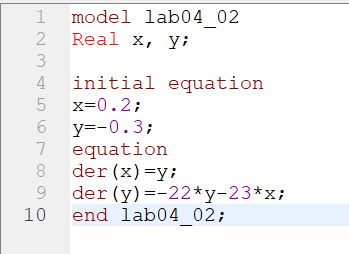 1 model lab04_02
2 Real x, y;
3
4 initial equation
5 x=0.2;
6 y=-0.3;
7 equation
8 der(x)=y;
9 der(y)=-22*y-23*x;
10 end lab04_02;